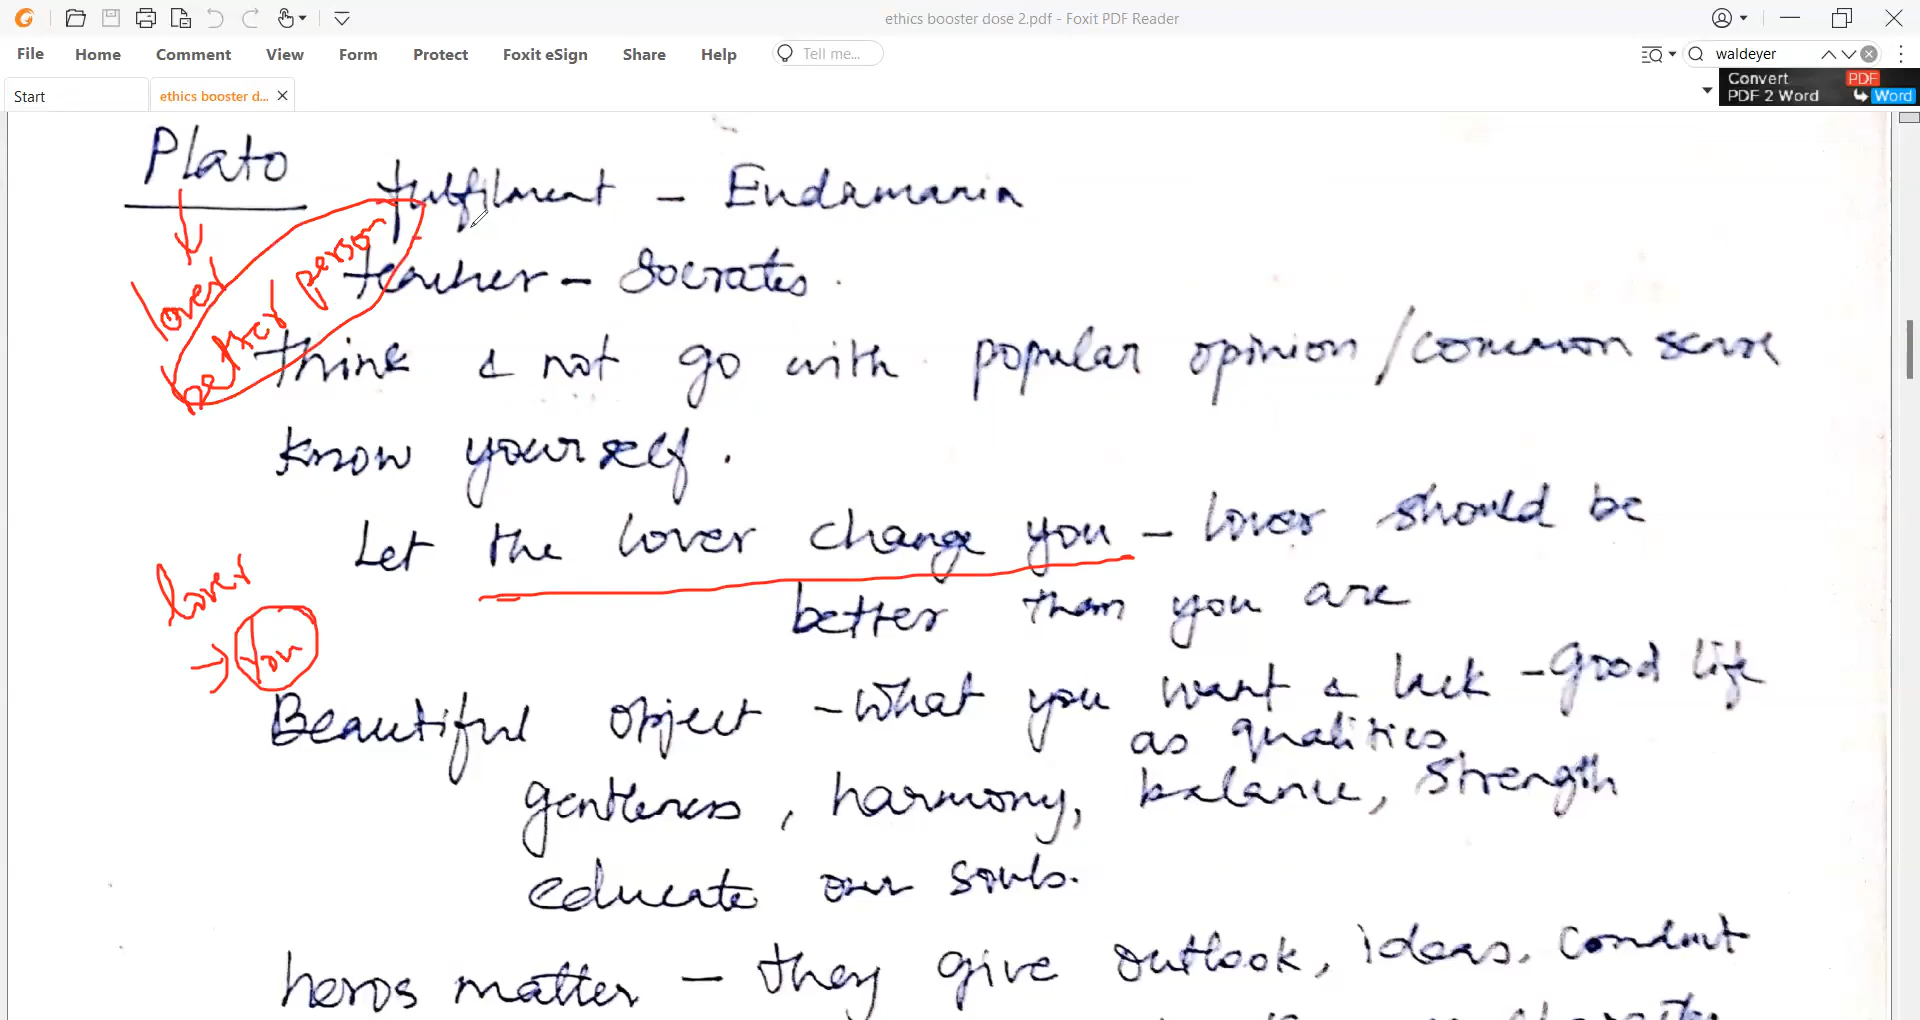 ethics booster dose 2.pdf - Foxit PDF Reader
File Home Comment View Form Protect Foxit eSign Share Help Tell me... waldeyer
Convert PDF
PDF 2 Word Word
Start ethics booster d...
Plato
fulfilment - Endamaria
teacher - Socrates.
lover
better person
think & not go with popular opinion / common sense
know yourself.
Let the lover change you - lover should be
better than you are
lover
→ You
Beautiful object - what you want & lack - Good life
as qualities.
gentleness, harmony, balance, strength
educate our souls.
heros matter - they give outlook, ideas, conduct